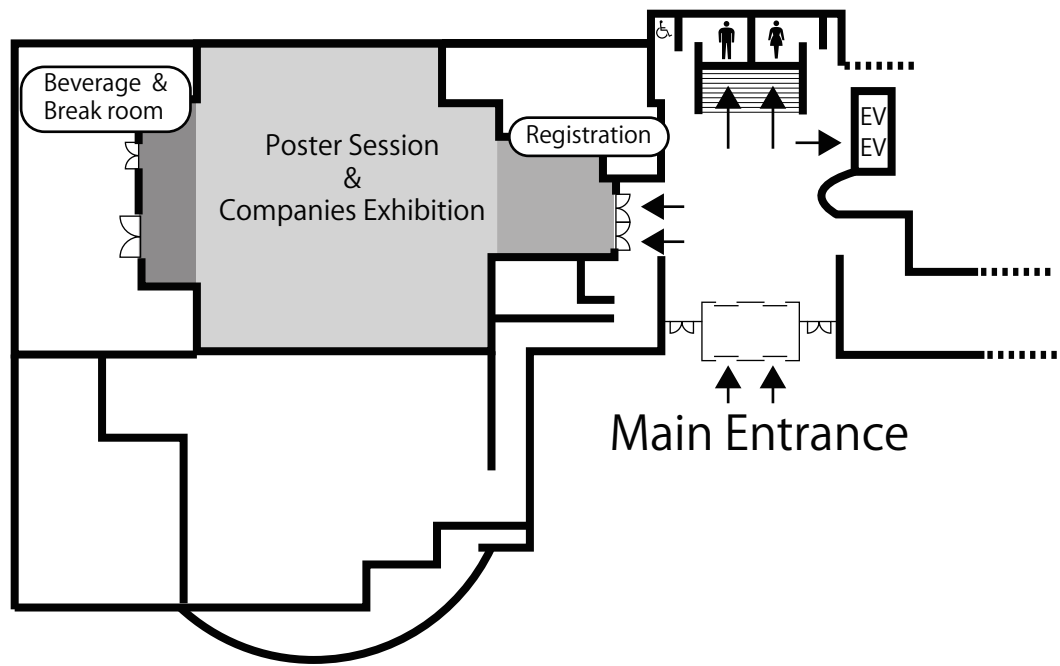 Beverage &
Break room
Poster Session
&
Companies Exhibition
Registration
EV
EV
Main Entrance